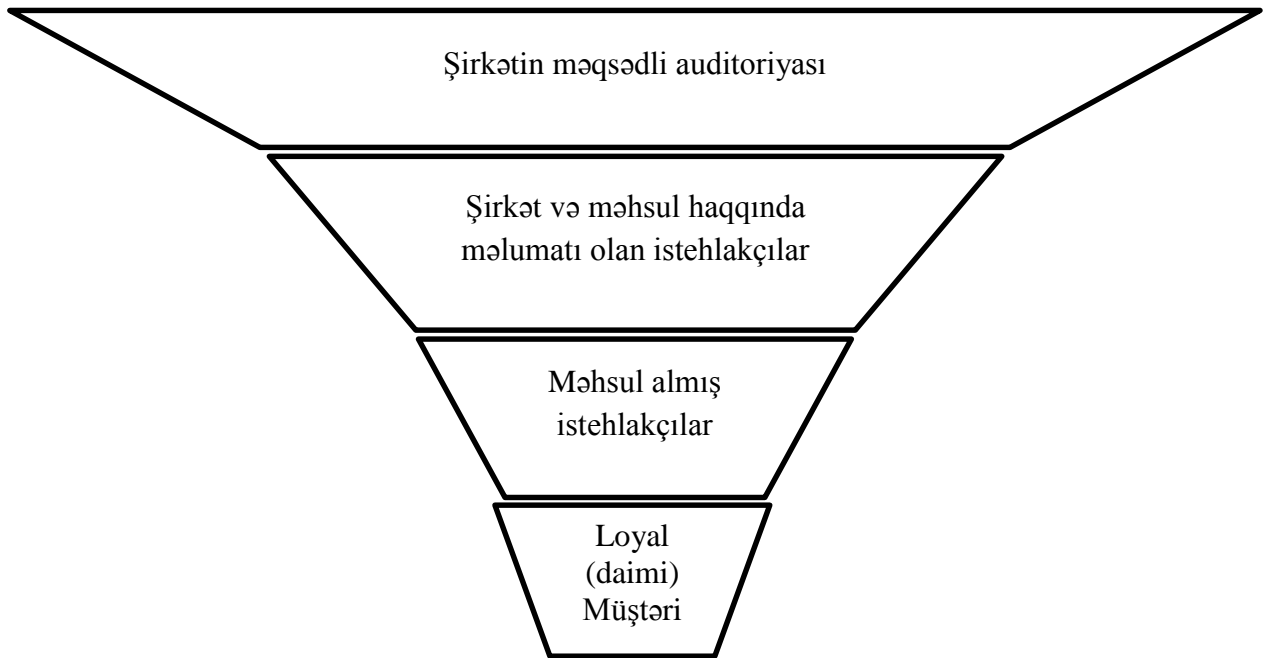 Şirkətin məqsədli auditoriyası
Şirkət və məhsul haqqında
məlumatı olan istehlakçılar
Məhsul almış
istehlakçılar
Loyal
(daimi)
Müştəri